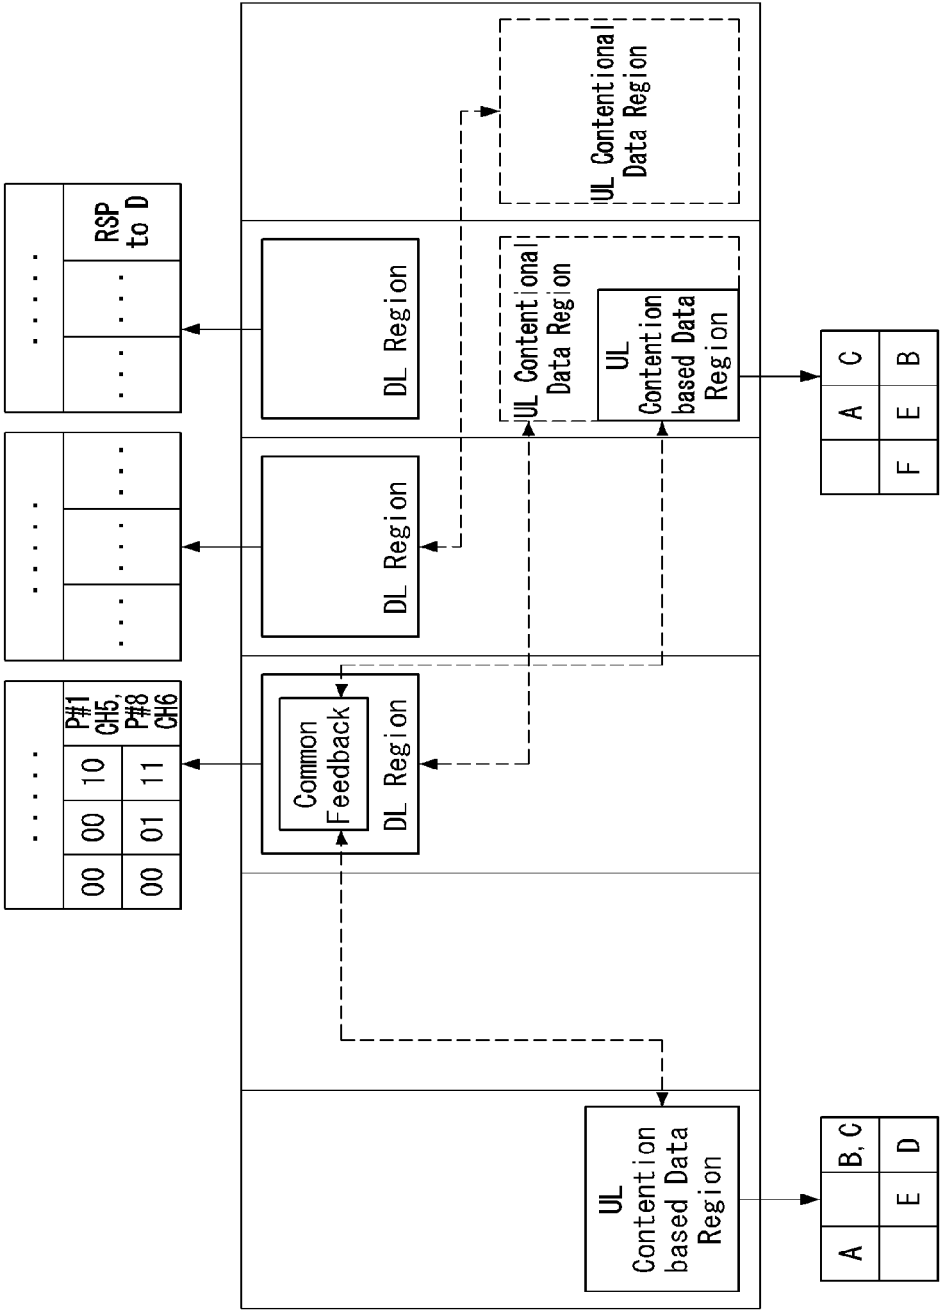 · · · · ·
00 00 10 P#1
CH5,
00 01 11 P#8
CH6
· · · · · ·
· · · · · · · · ·
· · · · · ·
· · · · · · RSP
to D
Common
Feedback
DL Region
DL Region
DL Region
UL Contentional
Data Region
UL Contentional
Data Region
UL
Contention
based Data
Region
UL
Contention
based Data
Region
A B, C
E D
A C
F E B